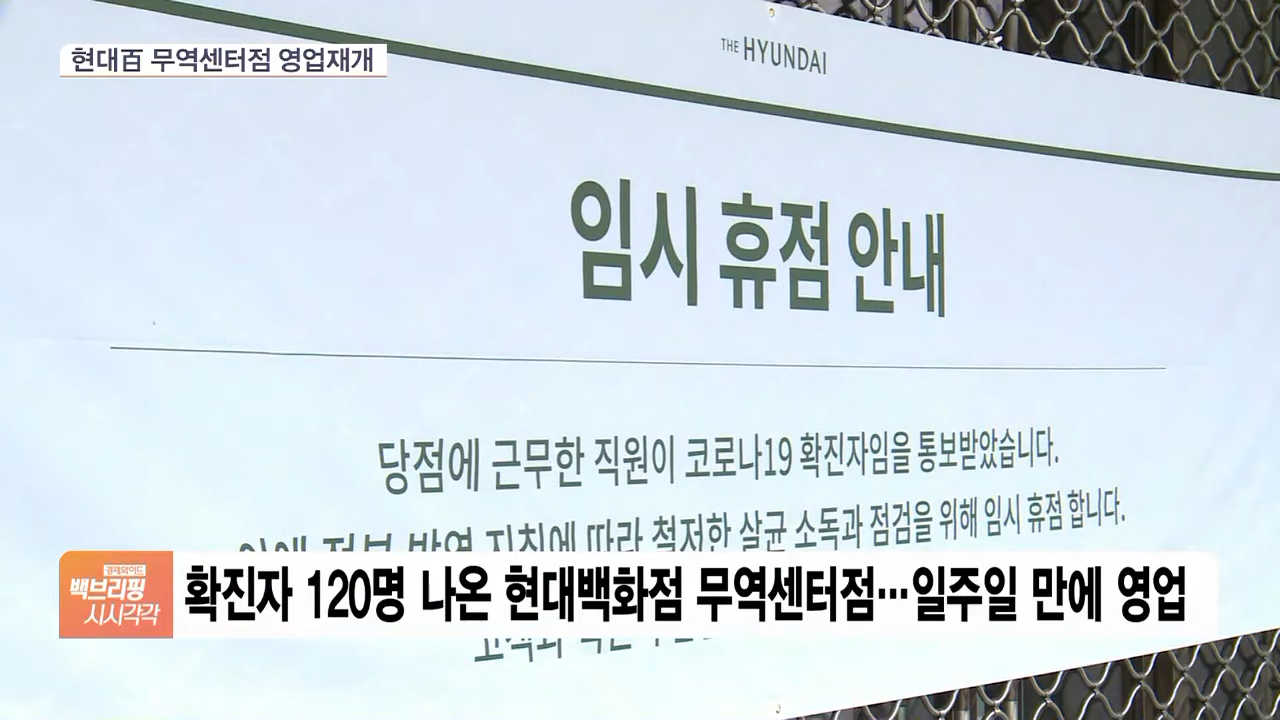 현대百 무역센터점 영업재개
THE HYUNDAI
임시 휴점 안내
당점에 근무한 직원이 코로나19 확진자임을 통보받았습니다.
지침에 따라 철저한 살균 소독과 점검을 위해 임시 휴점 합니다.
경제와이드
백브리핑
시시각각
확진자 120명 나온 현대백화점 무역센터점…일주일 만에 영업